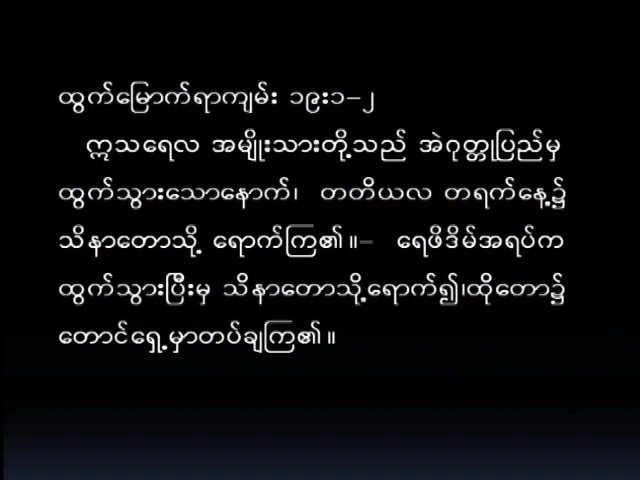 ထွက်မြောက်ရာကျမ်း ၁၉း၁–၂
ဣသရေလ အမျိုးသားတို့သည် အဲဂုတ္တုပြည်မှ
ထွက်သွားသောနောက်၊ တတိယလ တရက်နေ့၌
သိနာတောသို့ ရောက်ကြ၏။– ရေဖိဒိမ်အရပ်က
ထွက်သွားပြီးမှ သိနာတောသို့ရောက်၍၊ထိုတော၌
တောင်ရှေ့မှာတပ်ချကြ၏။